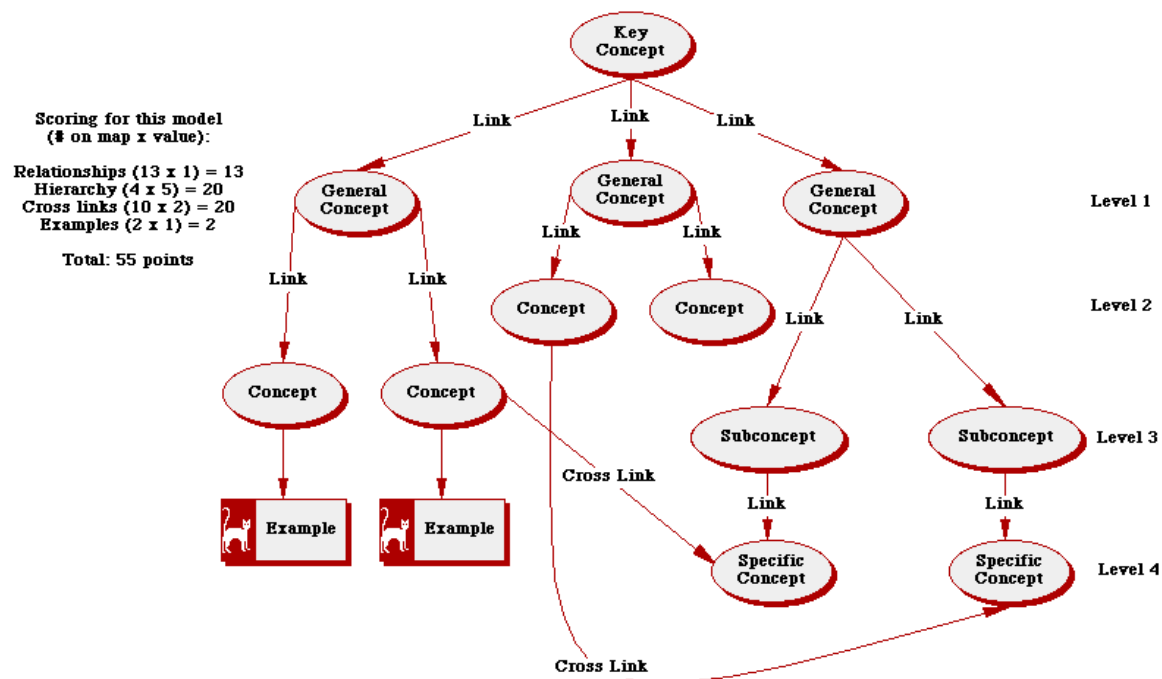 Key
Concept
Scoring for this model
(# on map x value):
Relationships (13 x 1) = 13
Hierarchy (4 x 5) = 20
Cross links (10 x 2) = 20
Examples (2 x 1) = 2
Total: 55 points
Link
Link
Link
General
Concept
General
Concept
General
Concept
Level 1
Link
Link
Link
Link
Concept
Concept
Level 2
Link
Link
Concept
Concept
Subconcept
Subconcept
Level 3
Cross Link
Link
Link
Example
Example
Specific
Concept
Specific
Concept
Level 4
Cross Link